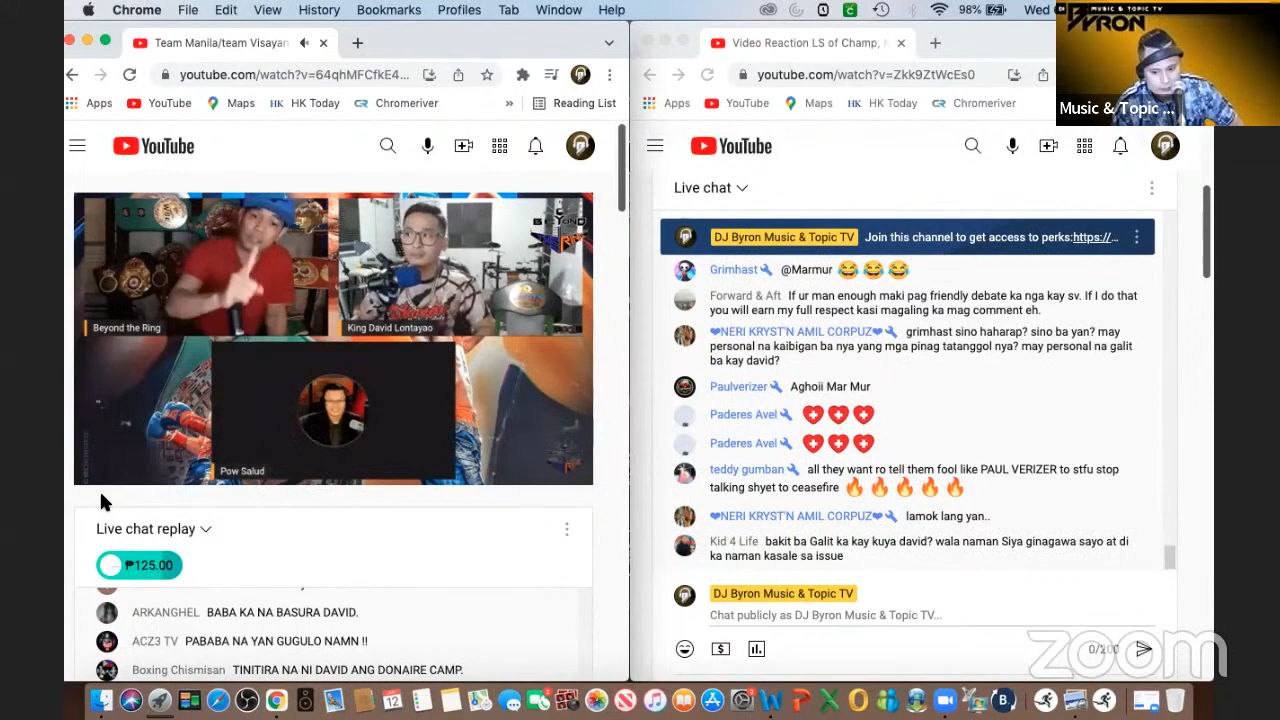 Chrome File Edit View History Bookmarks Profiles Tab Window Help
98% Wed
Team Manila/team Visayan
Video Reaction LS of Champ,
youtube.com/watch?v=64qhMFCfkE4...
youtube.com/watch?v=Zkk9ZtWcEs0
Apps YouTube Maps HK HK Today CR Chromeriver » Reading List
Apps YouTube Maps HK HK Today CR Chromeriver
MUSIC & TOPIC TV
BYRON
Music & Topic ...
YouTube
YouTube
BEYOND
Beyond the Ring
King David Lontayao
Pow Salud
Live chat replay
₱125.00
ARKANGHEL BABA KA NA BASURA DAVID.
ACZ3 TV PABABA NA YAN GUGULO NAMN !!
Boxing Chismisan TINITIRA NA NI DAVID ANG DONAIRE CAMP.
Live chat
DJ Byron Music & Topic TV Join this channel to get access to perks:https://...
Grimhast @Marmur 😂 😂 😂
Forward & Aft If ur man enough maki pag friendly debate ka nga kay sv. If I do that
you will earn my full respect kasi magaling ka mag comment eh.
❤NERI KRYST'N AMIL CORPUZ❤ grimhast sino haharap? sino ba yan? may
personal na kaibigan ba nya yang mga pinag tatanggol nya? may personal na galit
ba kay david?
Paulverizer Aghoii Mar Mur
Paderes Avel
Paderes Avel
teddy gumban all they want ro tell them fool like PAUL VERIZER to stfu stop
talking shyet to ceasefire 🔥 🔥 🔥 🔥 🔥
❤NERI KRYST'N AMIL CORPUZ❤ lamok lang yan..
Kid 4 Life bakit ba Galit ka kay kuya david? wala naman Siya ginagawa sayo at di
ka naman kasale sa issue
DJ Byron Music & Topic TV
Chat publicly as DJ Byron Music & Topic TV...
0/200
zoom